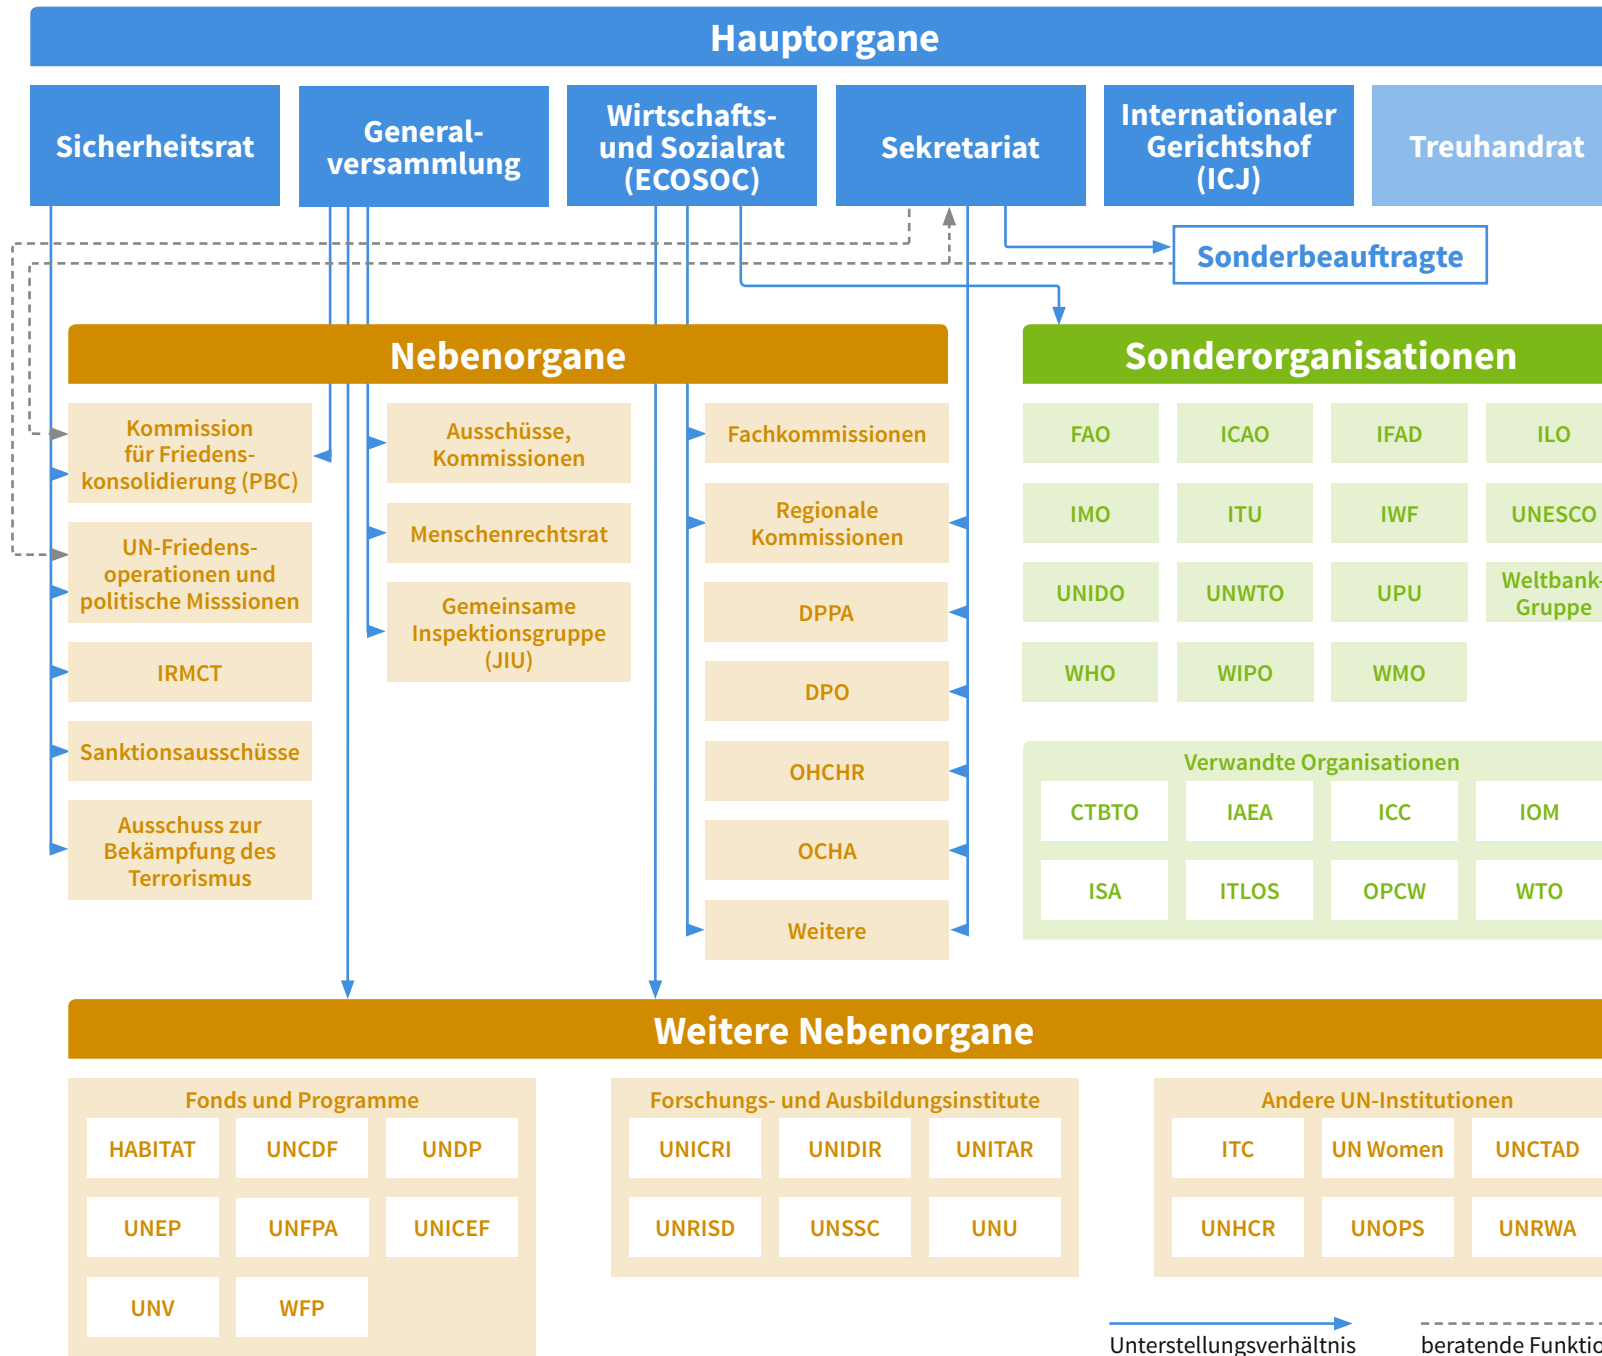 Hauptorgane
Sicherheitsrat
General-
versammlung
Wirtschafts-
und Sozialrat
(ECOSOC)
Sekretariat
Internationaler
Gerichtshof
(ICJ)
Treuhandrat
Sonderbeauftragte
Nebenorgane
Kommission
für Friedens-
konsolidierung (PBC)
UN-Friedens-
operationen und
politische Misssionen
IRMCT
Sanktionsausschüsse
Ausschuss zur
Bekämpfung des
Terrorismus
Ausschüsse,
Kommissionen
Menschenrechtsrat
Gemeinsame
Inspektionsgruppe
(JIU)
Fachkommissionen
Regionale
Kommissionen
DPPA
DPO
OHCHR
OCHA
Weitere
Sonderorganisationen
FAO ICAO IFAD ILO
IMO ITU IWF UNESCO
UNIDO UNWTO UPU Weltbank-
Gruppe
WHO WIPO WMO
Verwandte Organisationen
CTBTO IAEA ICC IOM
ISA ITLOS OPCW WTO
Weitere Nebenorgane
Fonds und Programme
HABITAT UNCDF UNDP
UNEP UNFPA UNICEF
UNV WFP
Forschungs- und Ausbildungsinstitute
UNICRI UNIDIR UNITAR
UNRISD UNSSC UNU
Andere UN-Institutionen
ITC UN Women UNCTAD
UNHCR UNOPS UNRWA
Unterstellungsverhältnis
beratende Funktio